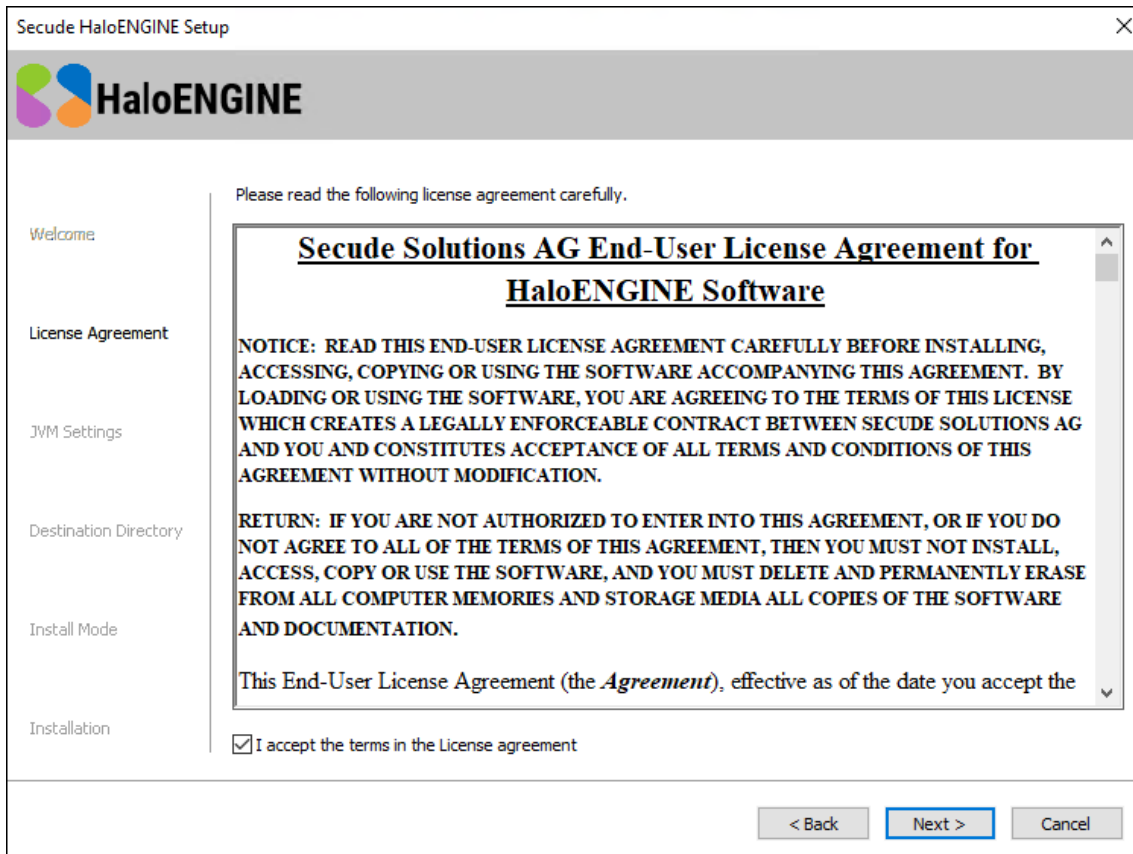 Secude HaloENGINE Setup
HaloENGINE
Welcome
License Agreement
JVM Settings
Destination Directory
Install Mode
Installation
Please read the following license agreement carefully.
Secude Solutions AG End-User License Agreement for
HaloENGINE Software
NOTICE: READ THIS END-USER LICENSE AGREEMENT CAREFULLY BEFORE INSTALLING,
ACCESSING, COPYING OR USING THE SOFTWARE ACCOMPANYING THIS AGREEMENT. BY
LOADING OR USING THE SOFTWARE, YOU ARE AGREEING TO THE TERMS OF THIS LICENSE
WHICH CREATES A LEGALLY ENFORCEABLE CONTRACT BETWEEN SECUDE SOLUTIONS AG
AND YOU AND CONSTITUTES ACCEPTANCE OF ALL TERMS AND CONDITIONS OF THIS
AGREEMENT WITHOUT MODIFICATION.
RETURN: IF YOU ARE NOT AUTHORIZED TO ENTER INTO THIS AGREEMENT, OR IF YOU DO
NOT AGREE TO ALL OF THE TERMS OF THIS AGREEMENT, THEN YOU MUST NOT INSTALL,
ACCESS, COPY OR USE THE SOFTWARE, AND YOU MUST DELETE AND PERMANENTLY ERASE
FROM ALL COMPUTER MEMORIES AND STORAGE MEDIA ALL COPIES OF THE SOFTWARE
AND DOCUMENTATION.
This End-User License Agreement (the Agreement), effective as of the date you accept the
I accept the terms in the License agreement
< Back
Next >
Cancel